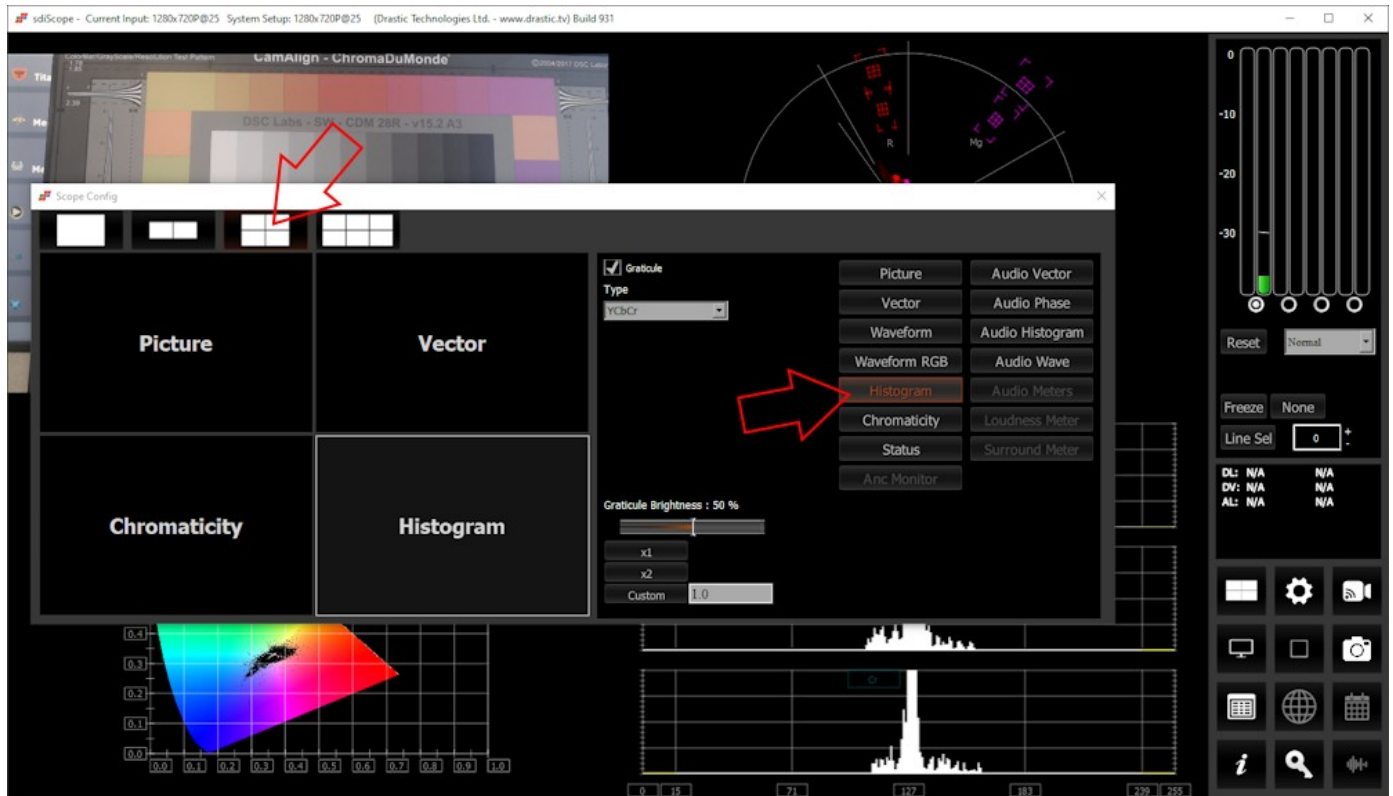 sdiScope - Current Input: 1280x720P@25 System Setup: 1280x720P@25 (Drastic Technologies Ltd. - www.drastic.tv) Build 931
ColorBar/GrayScale/Resolution Test Pattern
CamAlign - ChromaDuMonde
DSC Labs - SW - CDM 28R - v15.2 A3
R
Mg
Scope Config
Picture
Vector
Chromaticity
Histogram
Graticule
Type
YCbCr
Graticule Brightness : 50 %
x1
x2
Custom 1.0
Picture
Vector
Waveform
Waveform RGB
Histogram
Chromaticity
Status
Anc Monitor
Audio Vector
Audio Phase
Audio Histogram
Audio Wave
Audio Meters
Loudness Meter
Surround Meter
0
-10
-20
-30
Reset Normal
Freeze None
Line Sel 0 + -
DL: N/A N/A
DV: N/A N/A
AL: N/A N/A
0.4
0.3
0.2
0.1
0.0
0.0 0.1 0.2 0.3 0.4 0.5 0.6 0.7 0.8 0.9 1.0
Cr
0 15 71 127 183 239 255